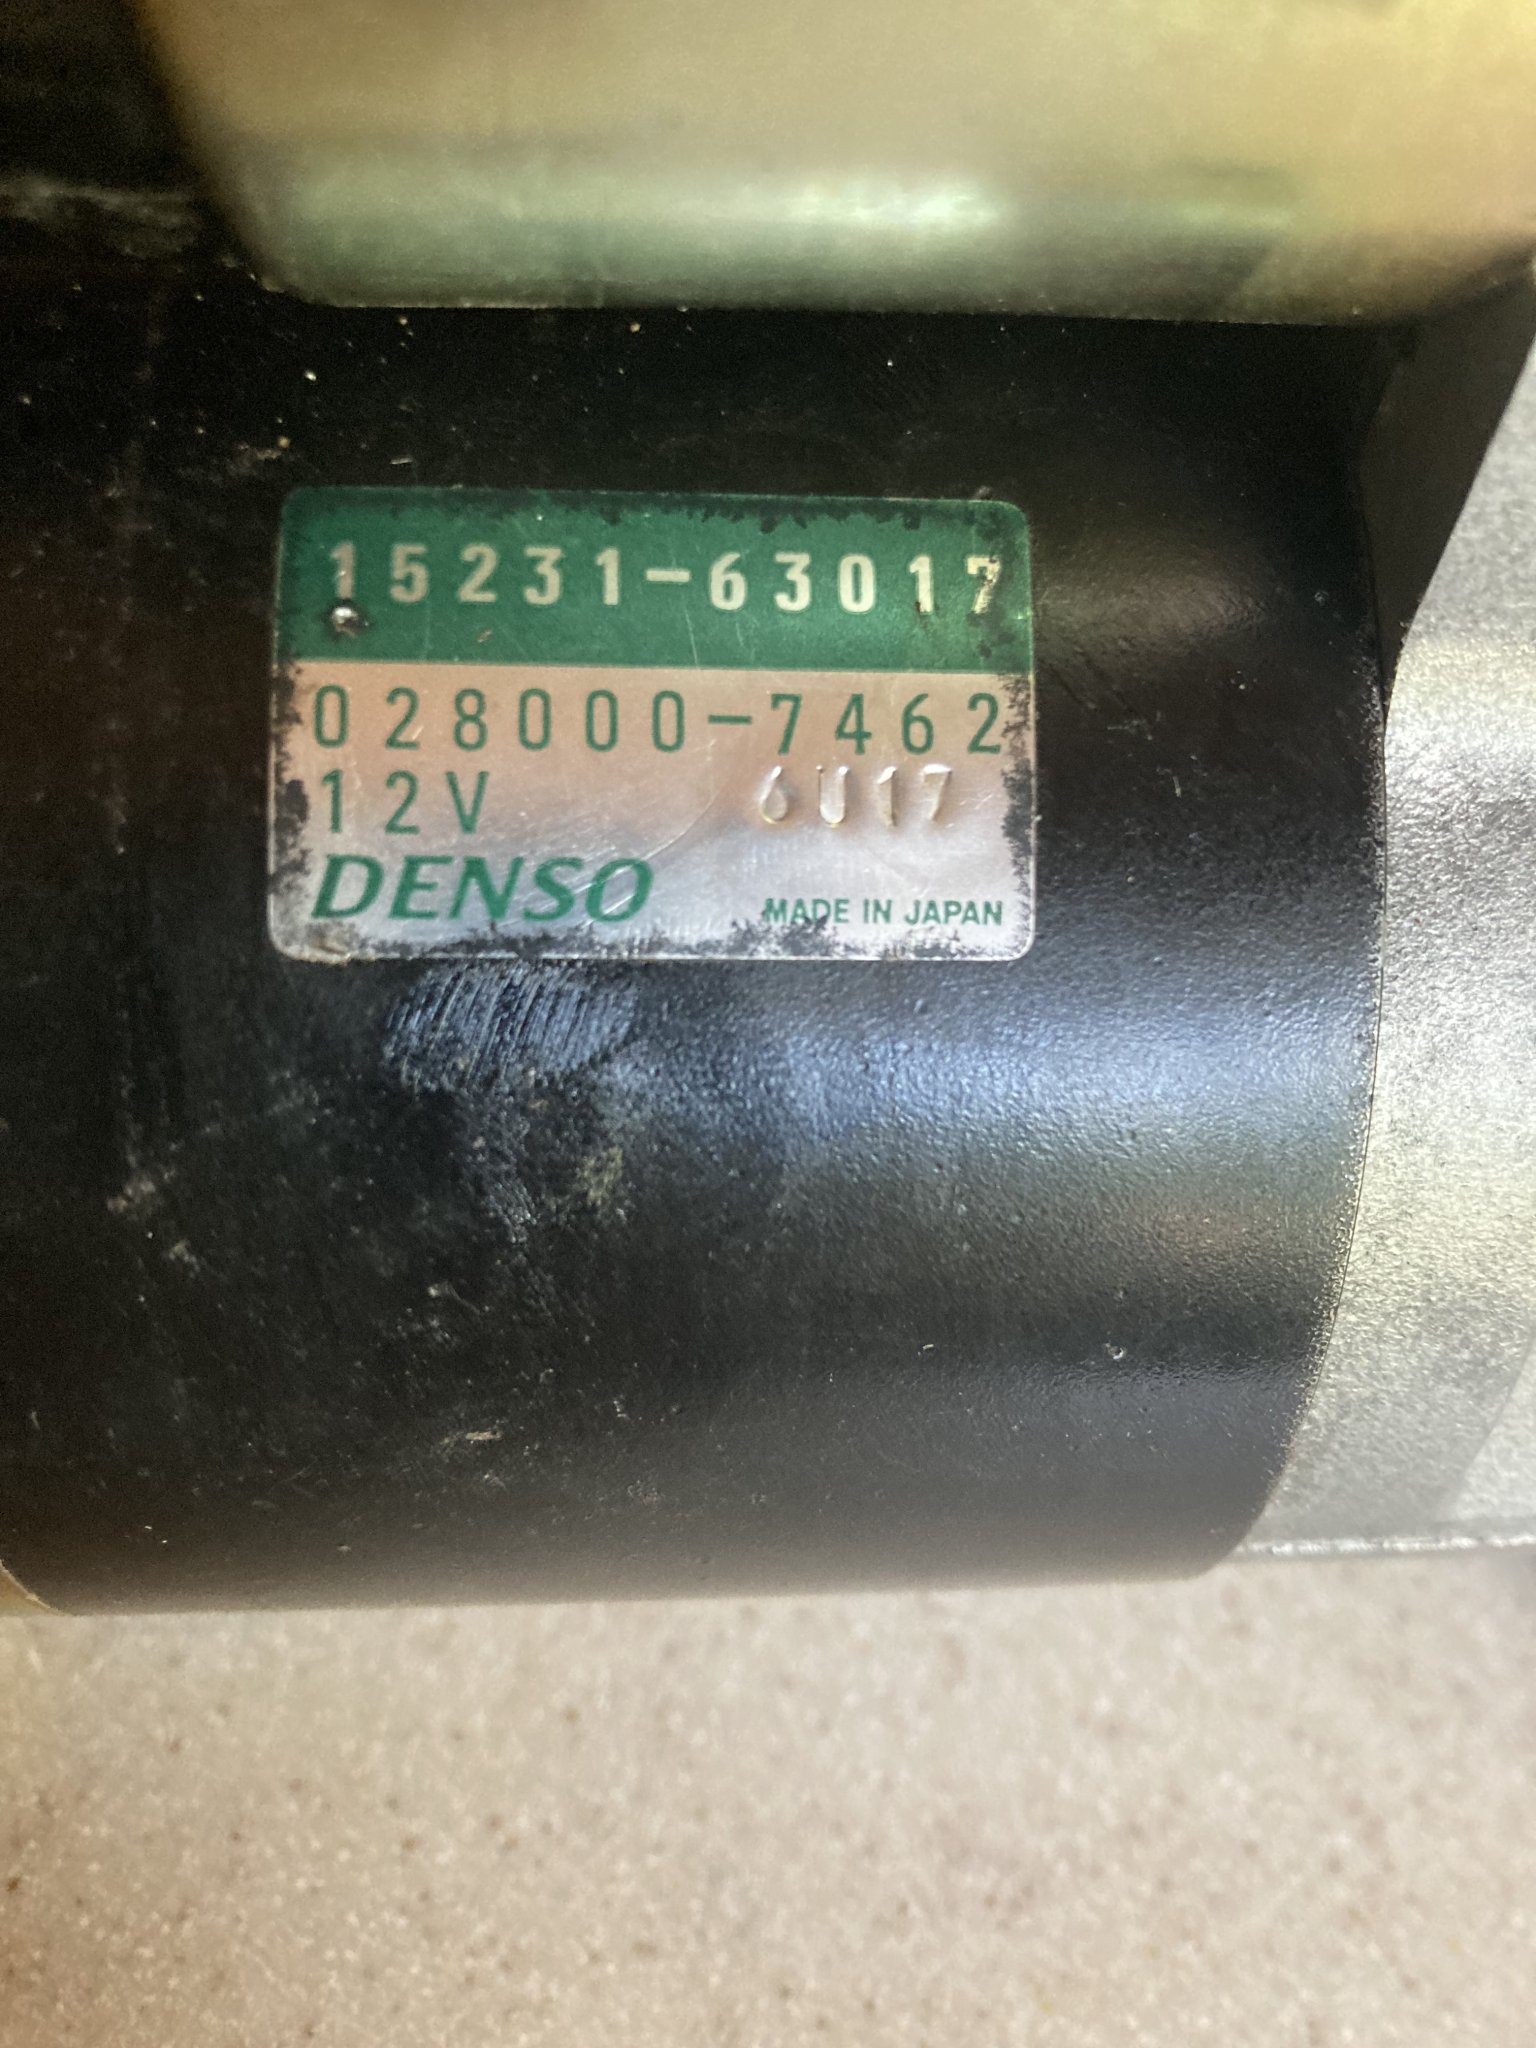 15231-63017
028000-7462
12V 6U17
DENSO MADE IN JAPAN